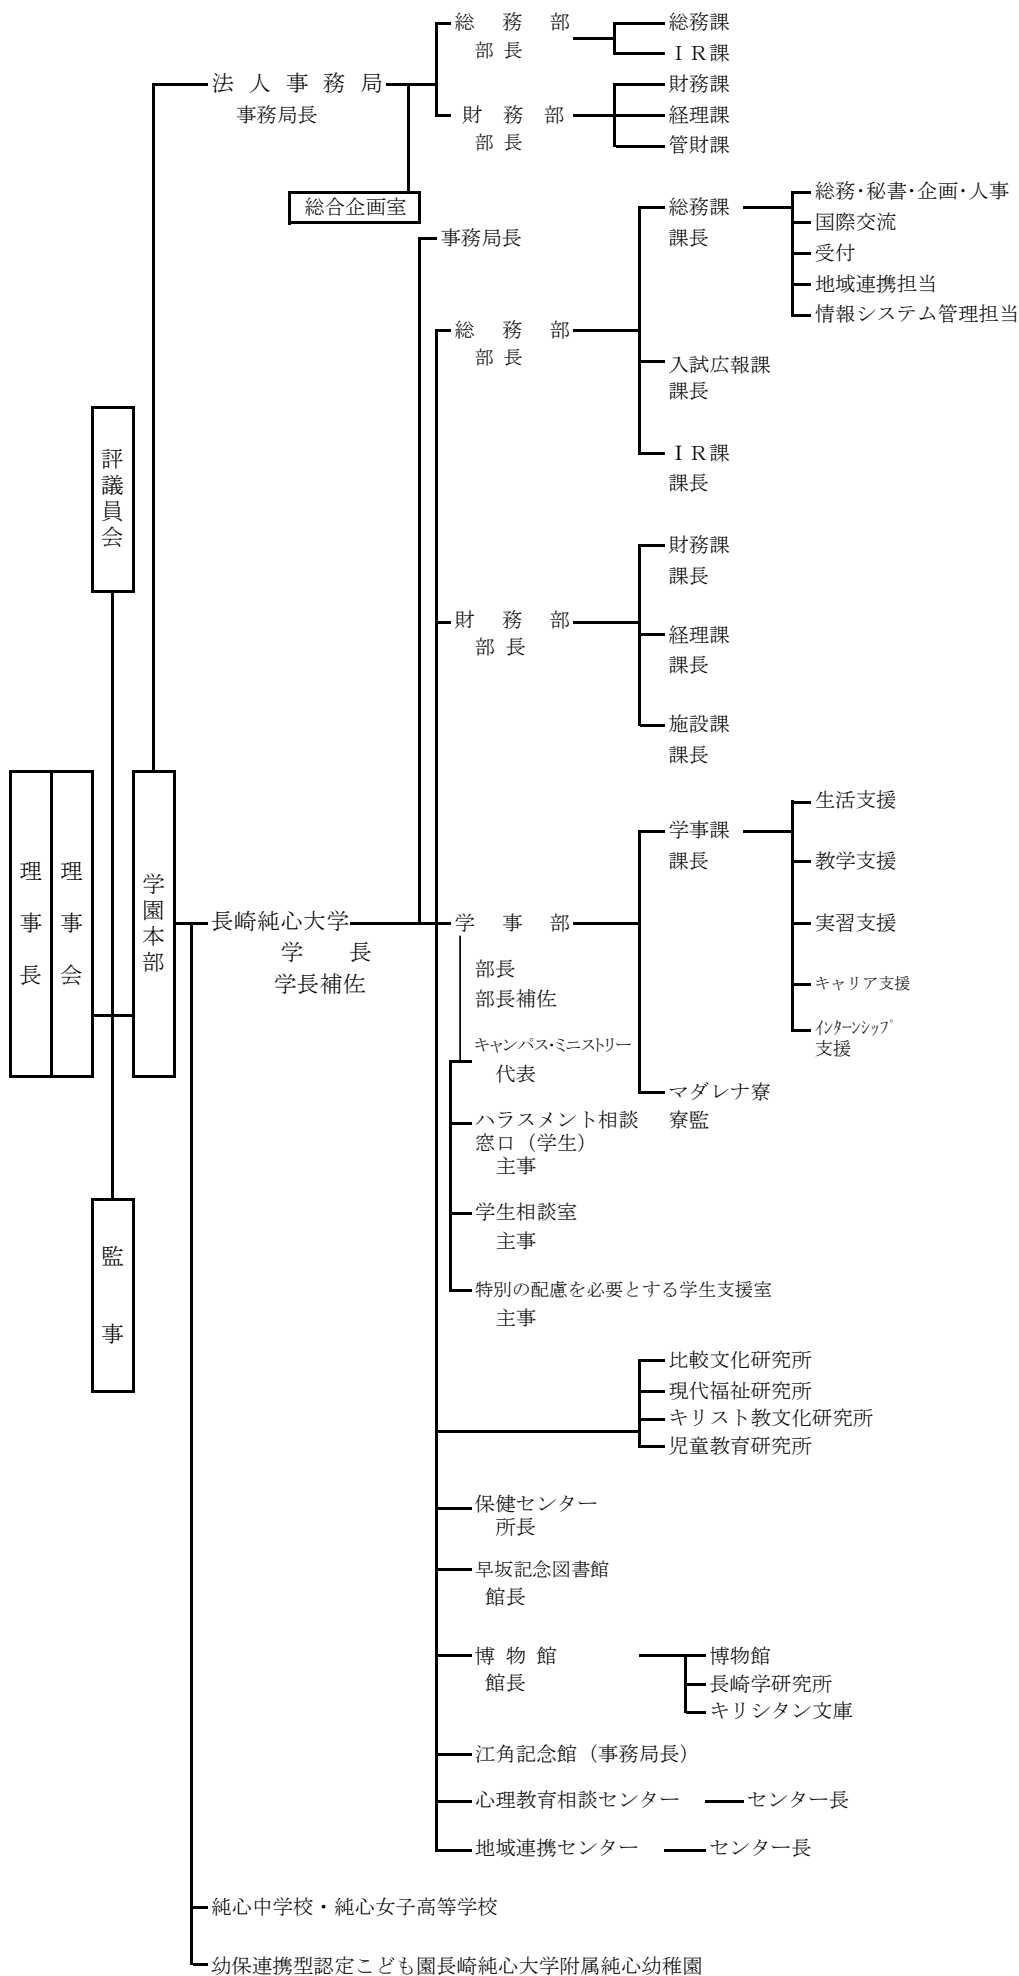 総務部
部長
総務課
ＩＲ課
法人事務局
事務局長
財務部
部長
財務課
経理課
管財課
総合企画室
事務局長
総務部
部長
総務課
課長
総務・秘書・企画・人事
国際交流
受付
地域連携担当
情報システム管理担当
入試広報課
課長
ＩＲ課
課長
評議員会
財務部
部長
財務課
課長
経理課
課長
施設課
課長
理事長
理事会
学園本部
監事
長崎純心大学
学長
学長補佐
学事部
部長
部長補佐
学事課
課長
生活支援
教学支援
実習支援
キャリア支援
インターンシップ
支援
マダレナ寮
寮監
キャンパス・ミニストリー
代表
ハラスメント相談
窓口（学生）
主事
学生相談室
主事
特別の配慮を必要とする学生支援室
主事
比較文化研究所
現代福祉研究所
キリスト教文化研究所
児童教育研究所
保健センター
所長
早坂記念図書館
館長
博物館
館長
博物館
長崎学研究所
キリシタン文庫
江角記念館（事務局長）
心理教育相談センター
センター長
地域連携センター
センター長
純心中学校・純心女子高等学校
幼保連携型認定こども園長崎純心大学附属純心幼稚園